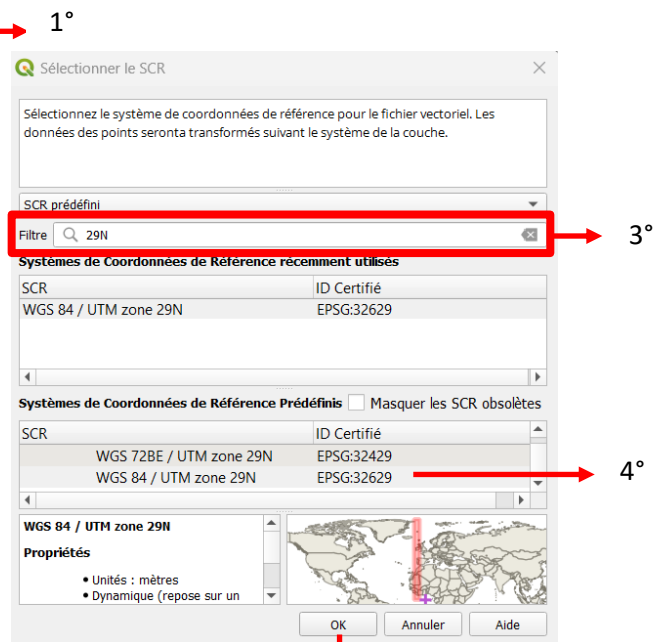 1°
Sélectionner le SCR
Sélectionnez le système de coordonnées de référence pour le fichier vectoriel. Les
données des points seronta transformés suivant le système de la couche.
SCR prédéfini
Filtre 29N
3°
Systèmes de Coordonnées de Référence récemment utilisés
SCR ID Certifié
WGS 84 / UTM zone 29N EPSG:32629
Systèmes de Coordonnées de Référence Prédéfinis Masquer les SCR obsolètes
SCR ID Certifié
WGS 72BE / UTM zone 29N EPSG:32429
WGS 84 / UTM zone 29N EPSG:32629
4°
WGS 84 / UTM zone 29N
Propriétés
• Unités : mètres
• Dynamique (repose sur un
OK Annuler Aide